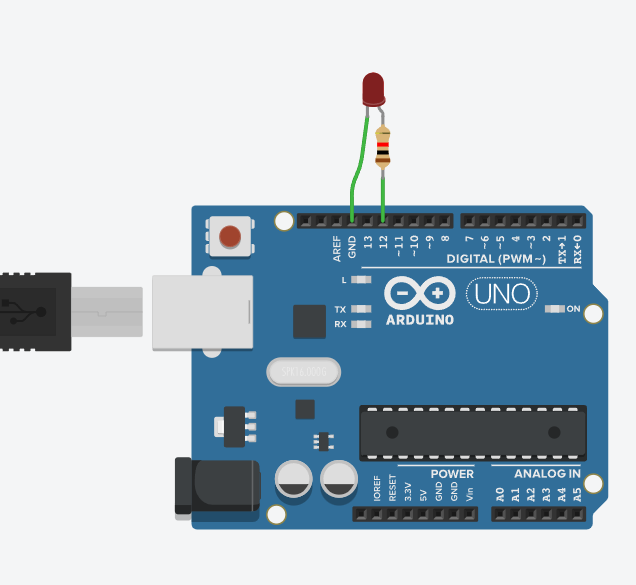 AREF
GND
13
12
~11
~10
~9
8
7
~6
~5
4
~3
2
TX→1
RX←0
DIGITAL (PWM~)
L
TX
RX
UNO
ON
ARDUINO
POWER
ANALOG IN
IOREF
RESET
3.3V
5V
GND
GND
Vin
A0
A1
A2
A3
A4
A5